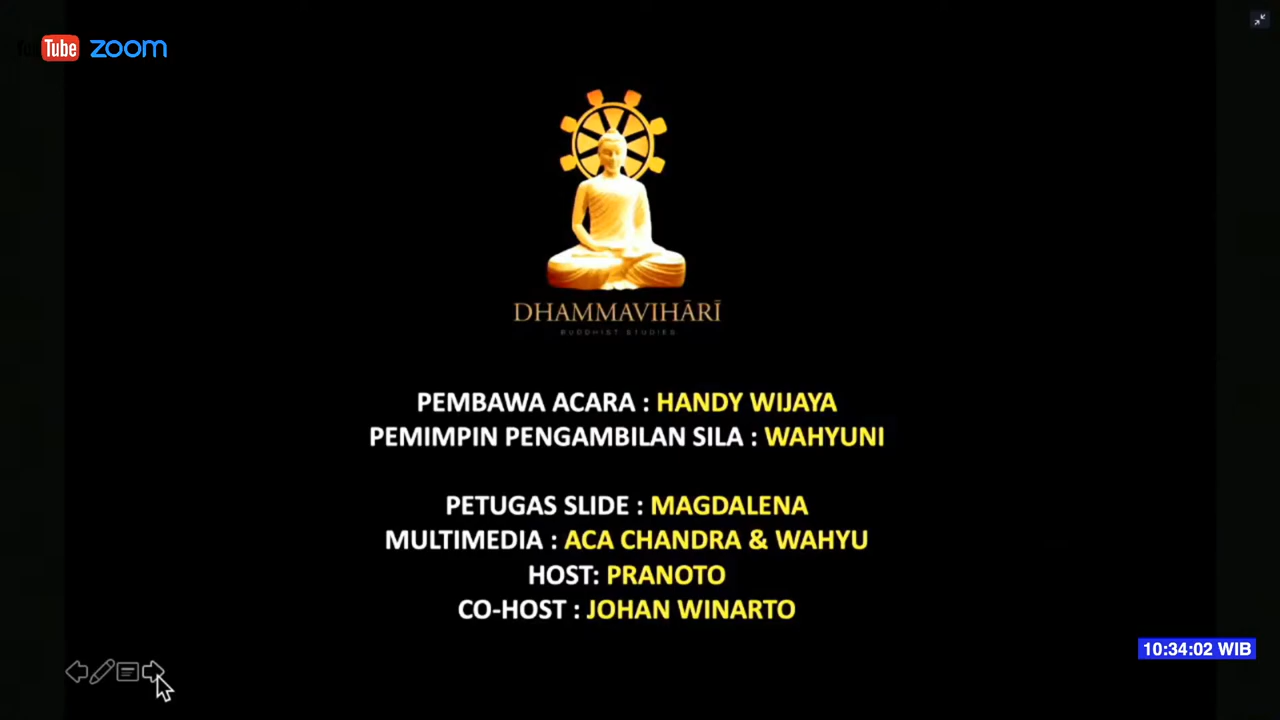 Tube zoom
DHAMMAVIHĀRĪ
BUDDHIST STUDIES
PEMBAWA ACARA : HANDY WIJAYA
PEMIMPIN PENGAMBILAN SILA : WAHYUNI
PETUGAS SLIDE : MAGDALENA
MULTIMEDIA : ACA CHANDRA & WAHYU
HOST: PRANOTO
CO-HOST : JOHAN WINARTO
10:34:02 WIB